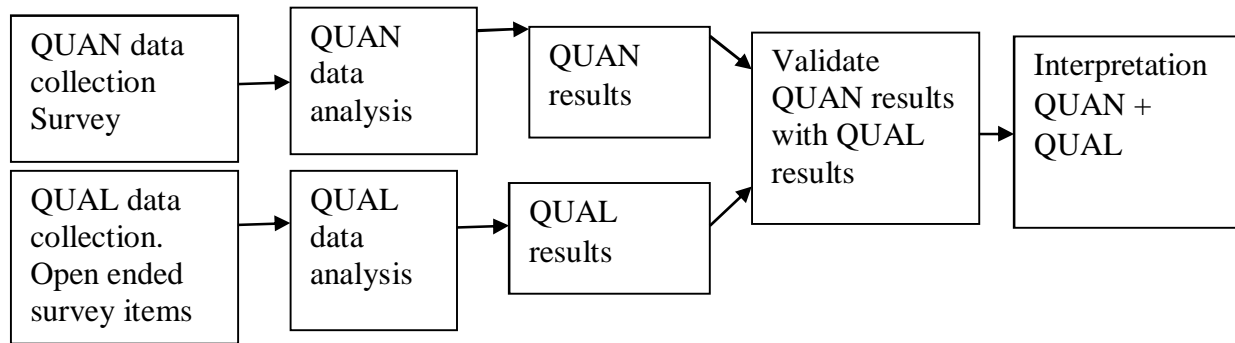 QUAN data
collection
Survey
QUAN
data
analysis
QUAN
results
QUAL data
collection.
Open ended
survey items
QUAL
data
analysis
QUAL
results
Validate
QUAN results
with QUAL
results
Interpretation
QUAN +
QUAL